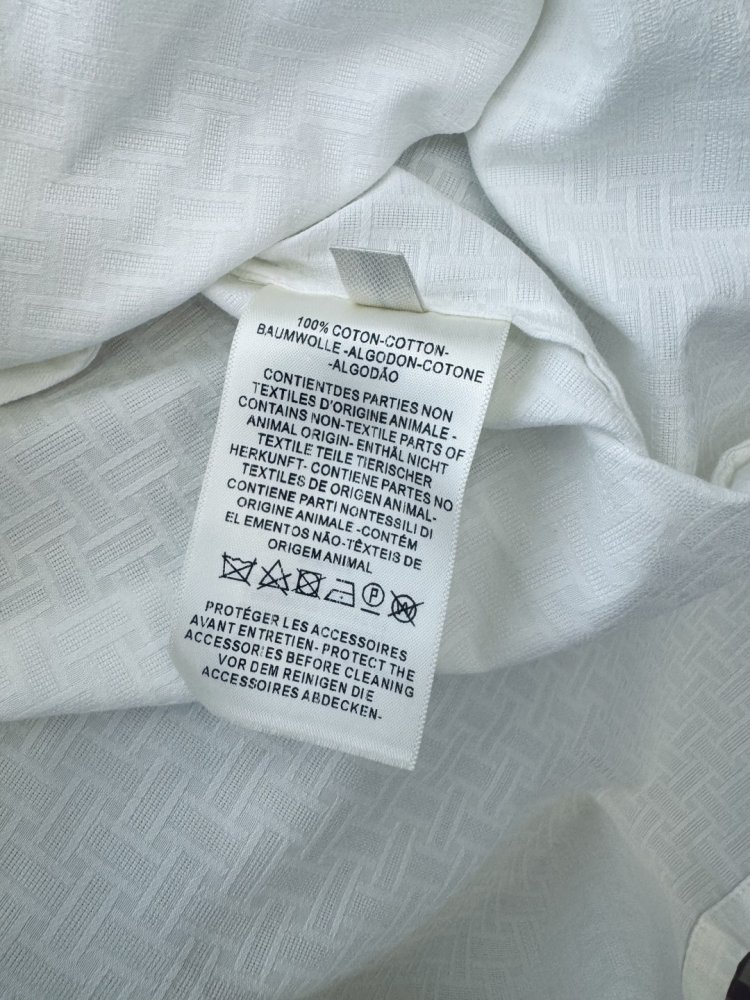 100% COTON-COTTON-
BAUMWOLLE -ALGODON-COTONE
-ALGODÃO
CONTIENTDES PARTIES NON
TEXTILES D'ORIGINE ANIMALE -
CONTAINS NON-TEXTILE PARTS OF
ANIMAL ORIGIN- ENTHÄL NICHT
TEXTILE TEILE TIERISCHER
HERKUNFT- CONTIENE PARTES NO
TEXTILES DE ORIGEN ANIMAL-
CONTIENE PARTI NONTESSILI DI
ORIGINE ANIMALE -CONTÉM
EL EMENTOS NÃO-TÊXTEIS DE
ORIGEM ANIMAL
P W
PROTÉGER LES ACCESSOIRES
AVANT ENTRETIEN- PROTECT THE
ACCESSORIES BEFORE CLEANING
VOR DEM REINIGEN DIE
ACCESSOIRES ABDECKEN-